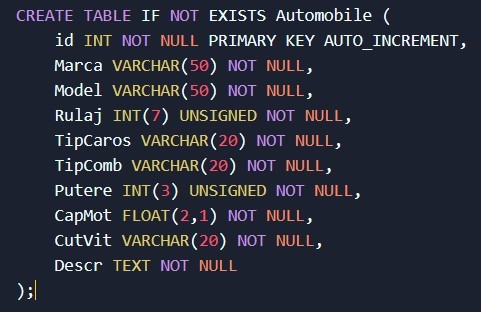 CREATE TABLE IF NOT EXISTS Automobile (
    id INT NOT NULL PRIMARY KEY AUTO_INCREMENT,
    Marca VARCHAR(50) NOT NULL,
    Model VARCHAR(50) NOT NULL,
    Rulaj INT(7) UNSIGNED NOT NULL,
    TipCaros VARCHAR(20) NOT NULL,
    TipComb VARCHAR(20) NOT NULL,
    Putere INT(3) UNSIGNED NOT NULL,
    CapMot FLOAT(2,1) NOT NULL,
    CutVit VARCHAR(20) NOT NULL,
    Descr TEXT NOT NULL
);